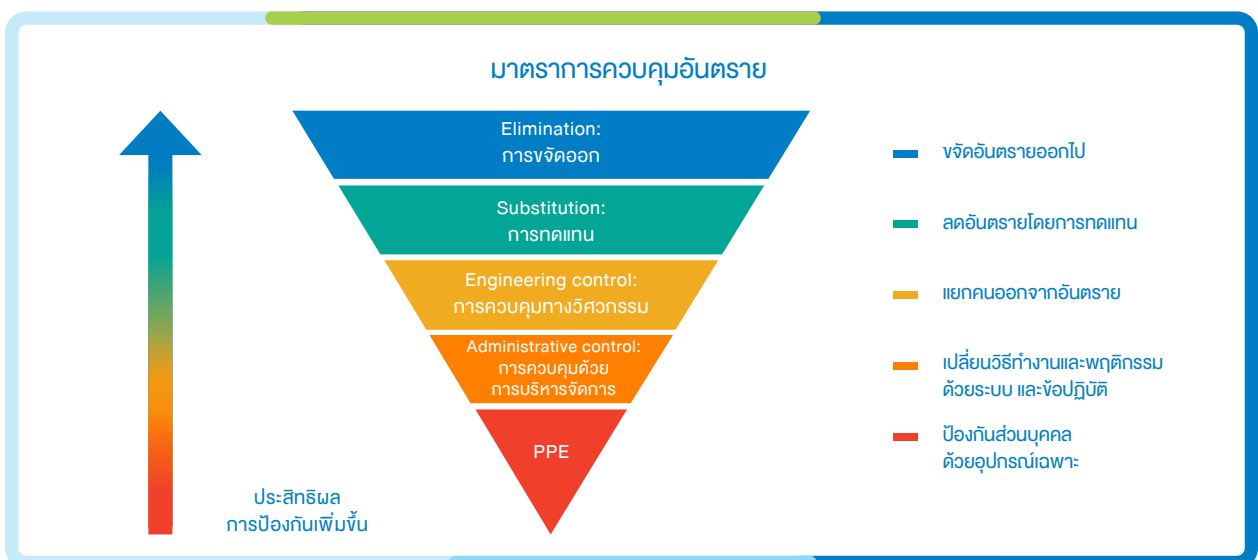 มาตราการควบคุมอันตราย
Elimination:
การขจัดออก
Substitution:
การทดแทน
Engineering control:
การควบคุมทางวิศวกรรม
Administrative control:
การควบคุมด้วย
การบริหารจัดการ
PPE
ประสิทธิผล
การป้องกันเพิ่มขึ้น
ขจัดอันตรายออกไป
ลดอันตรายโดยการทดแทน
แยกคนออกจากอันตราย
เปลี่ยนวิธีทำงานและพฤติกรรม
ด้วยระบบ และข้อปฏิบัติ
ป้องกันส่วนบุคคล
ด้วยอุปกรณ์เฉพาะ